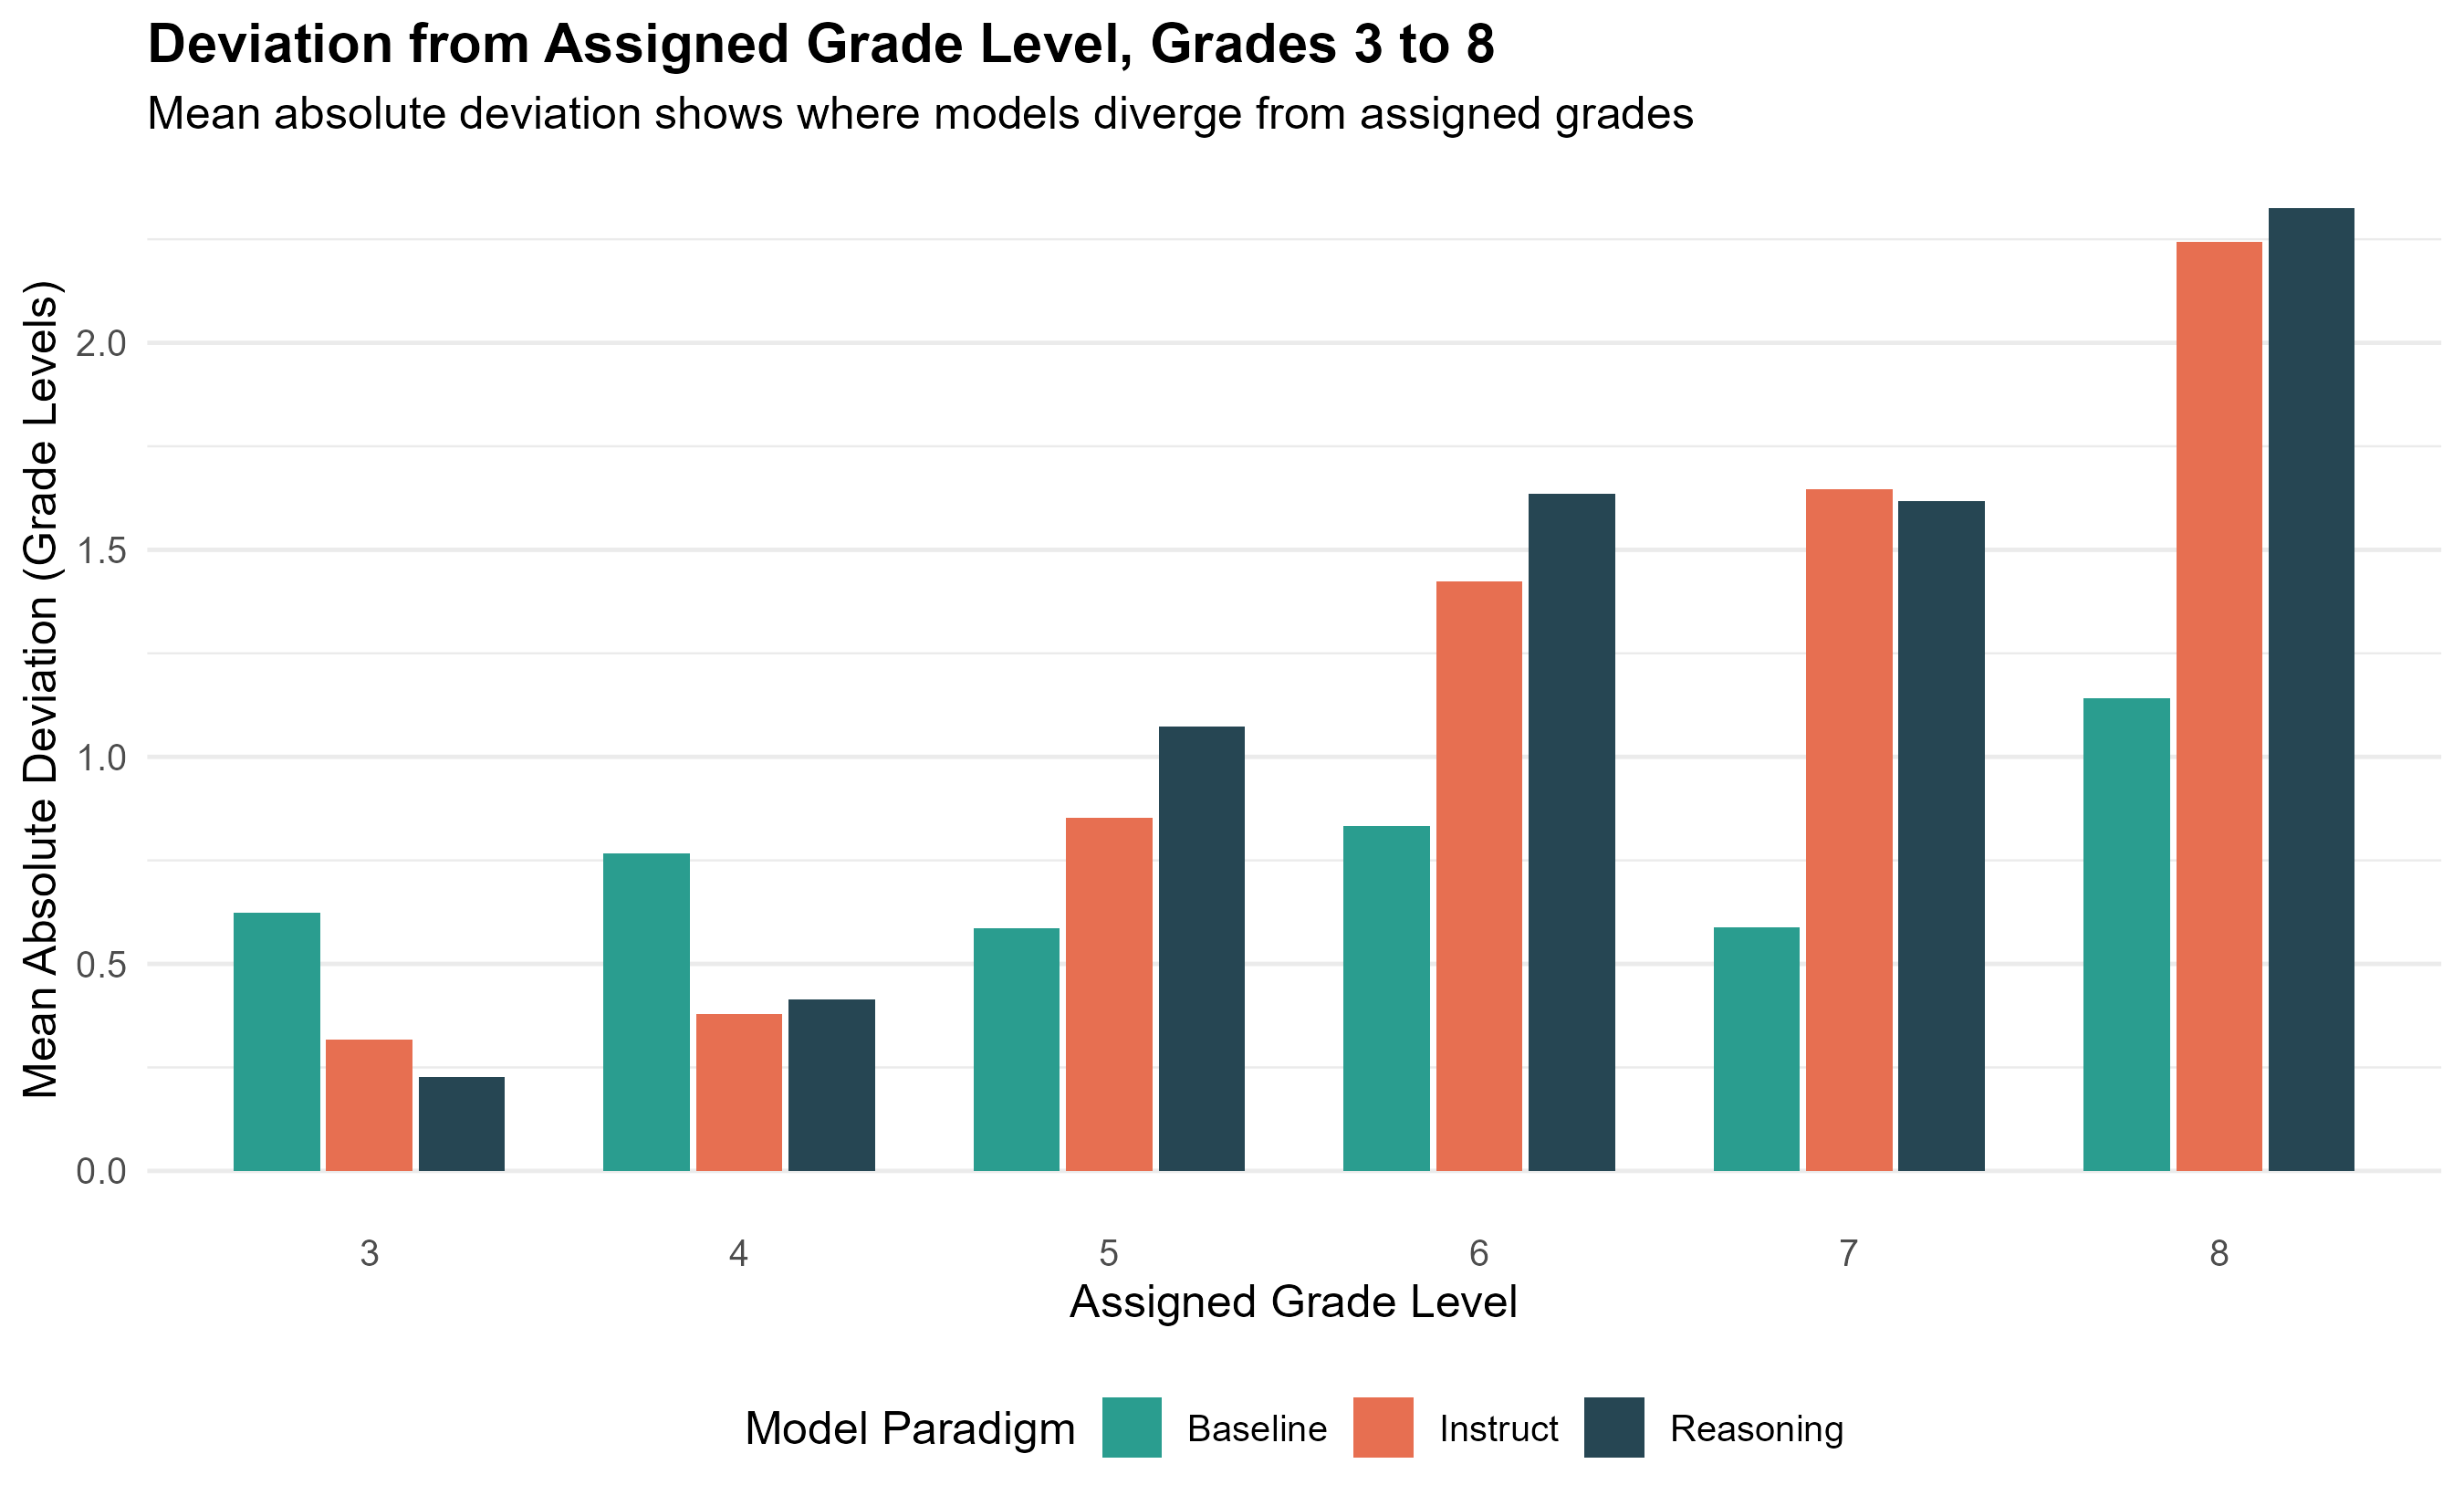 Deviation from Assigned Grade Level, Grades 3 to 8
Mean absolute deviation shows where models diverge from assigned grades
Mean Absolute Deviation (Grade Levels)
2.0
1.5
1.0
0.5
0.0
3 4 5 6 7 8
Assigned Grade Level
Model Paradigm Baseline Instruct Reasoning